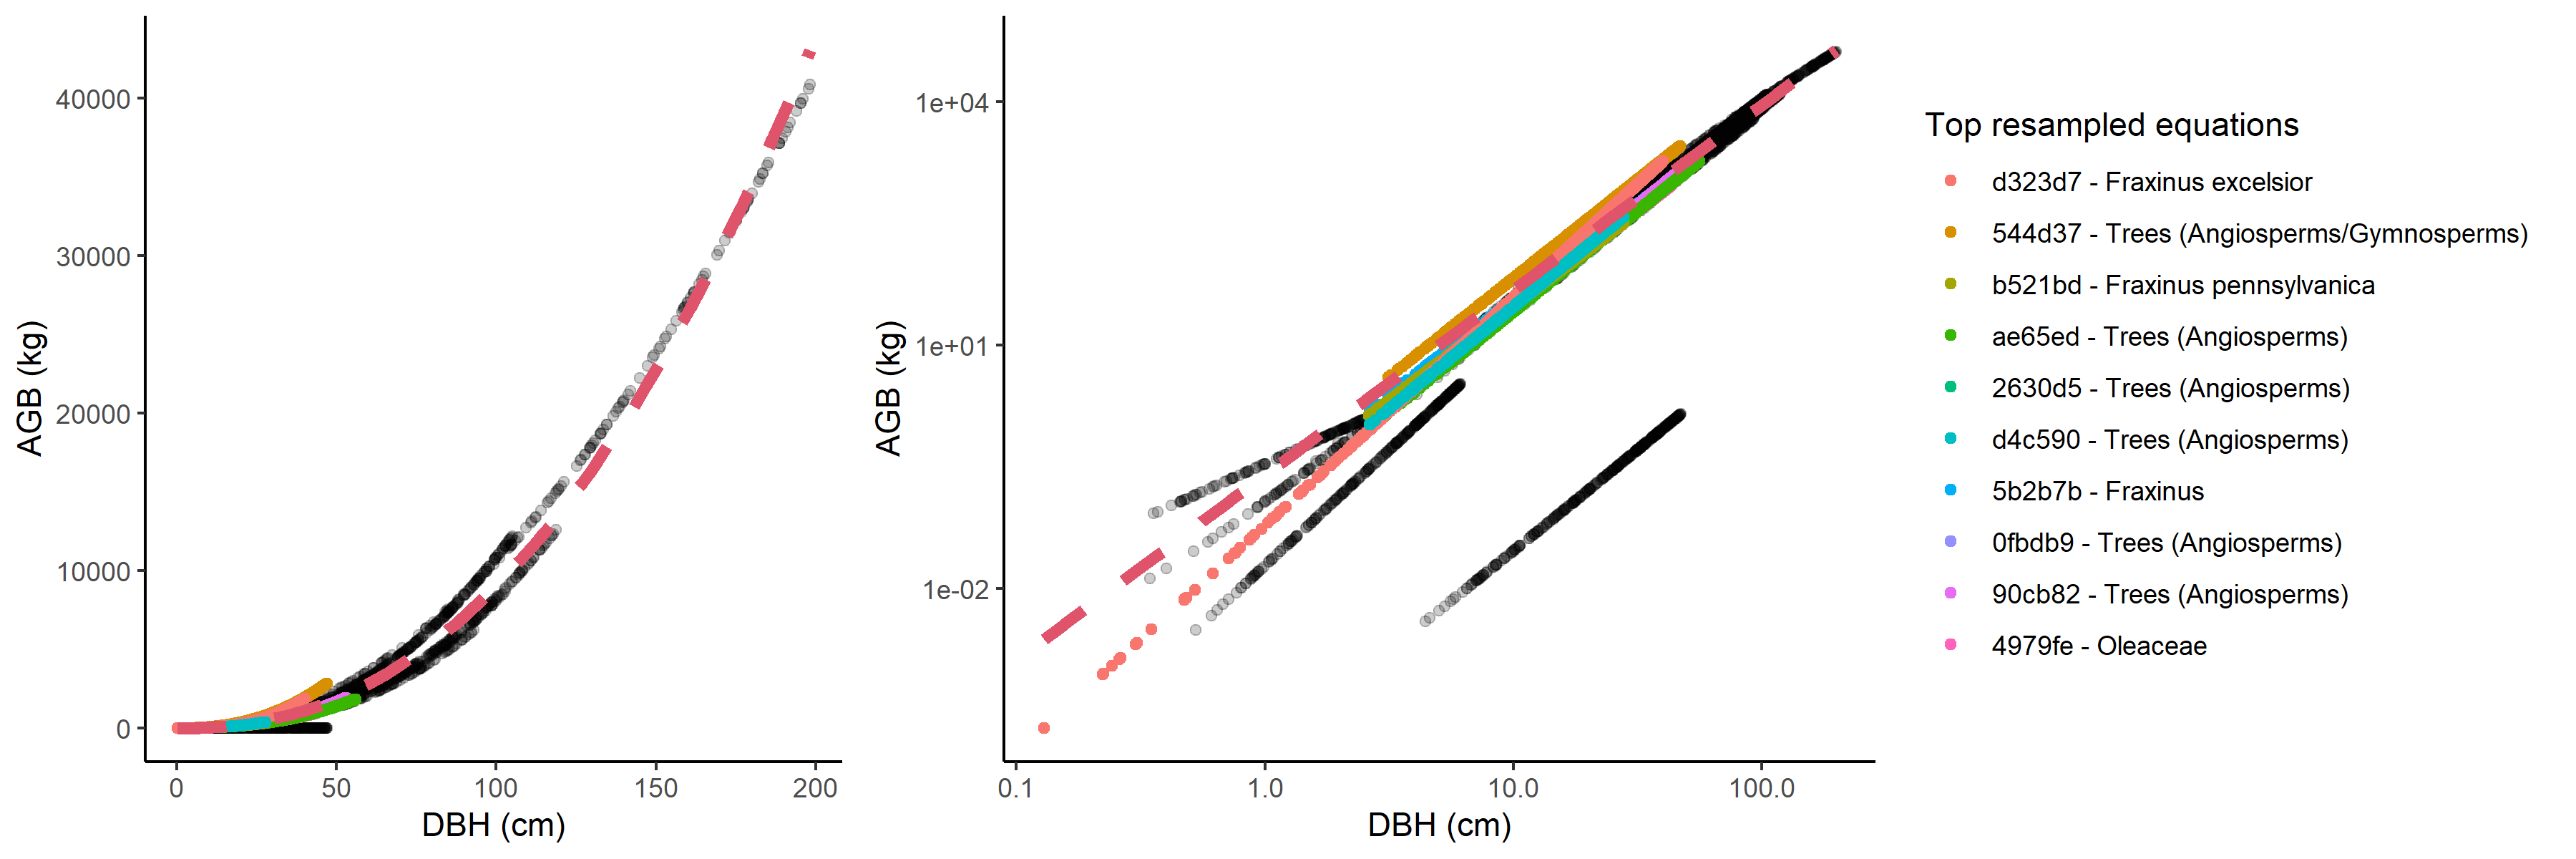 AGB (kg)
40000
30000
20000
10000
0
0 50 100 150 200
DBH (cm)
AGB (kg)
1e+04
1e+01
1e-02
0.1 1.0 10.0 100.0
DBH (cm)
Top resampled equations
d323d7 - Fraxinus excelsior
544d37 - Trees (Angiosperms/Gymnosperms)
b521bd - Fraxinus pennsylvanica
ae65ed - Trees (Angiosperms)
2630d5 - Trees (Angiosperms)
d4c590 - Trees (Angiosperms)
5b2b7b - Fraxinus
0fbdb9 - Trees (Angiosperms)
90cb82 - Trees (Angiosperms)
4979fe - Oleaceae